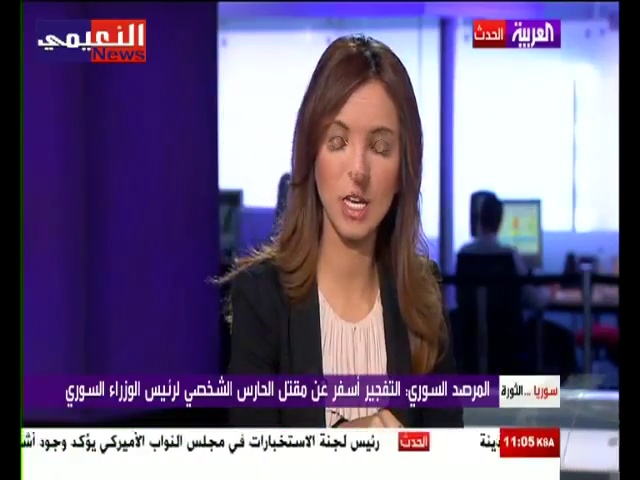 النعيمي
News
العربية الحدث
المرصد السوري: التفجير أسفر عن مقتل الحارس الشخصي لرئيس الوزراء السوري
سوريا ... الثورة
دينة الحدث رئيس لجنة الاستخبارات في مجلس النواب الأميركي يؤكد وجود
11:05 KSA